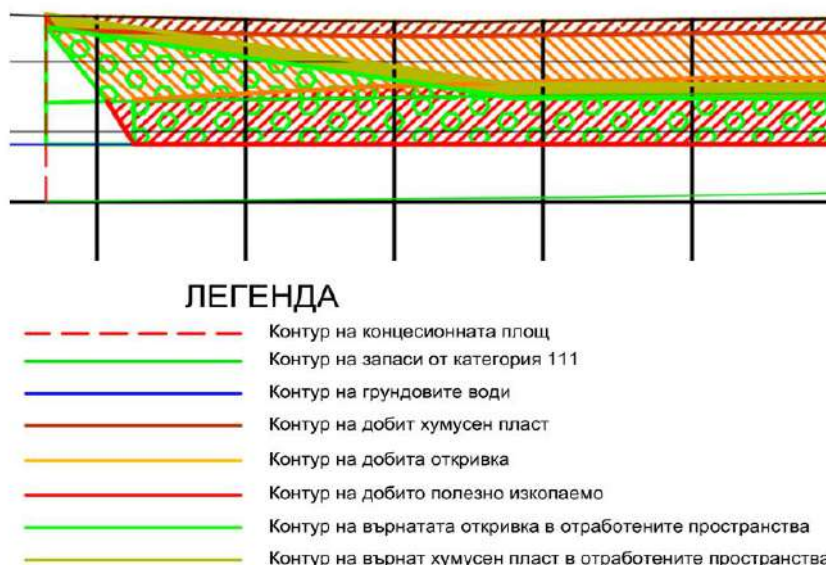 ЛЕГЕНДА
Контур на концесионната площ
Контур на запаси от категория 111
Контур на грундовите води
Контур на добит хумусен пласт
Контур на добита откривка
Контур на добито полезно изкопаемо
Контур на върнатата откривка в отработените пространства
Контур на върнат хумусен пласт в отработените пространства